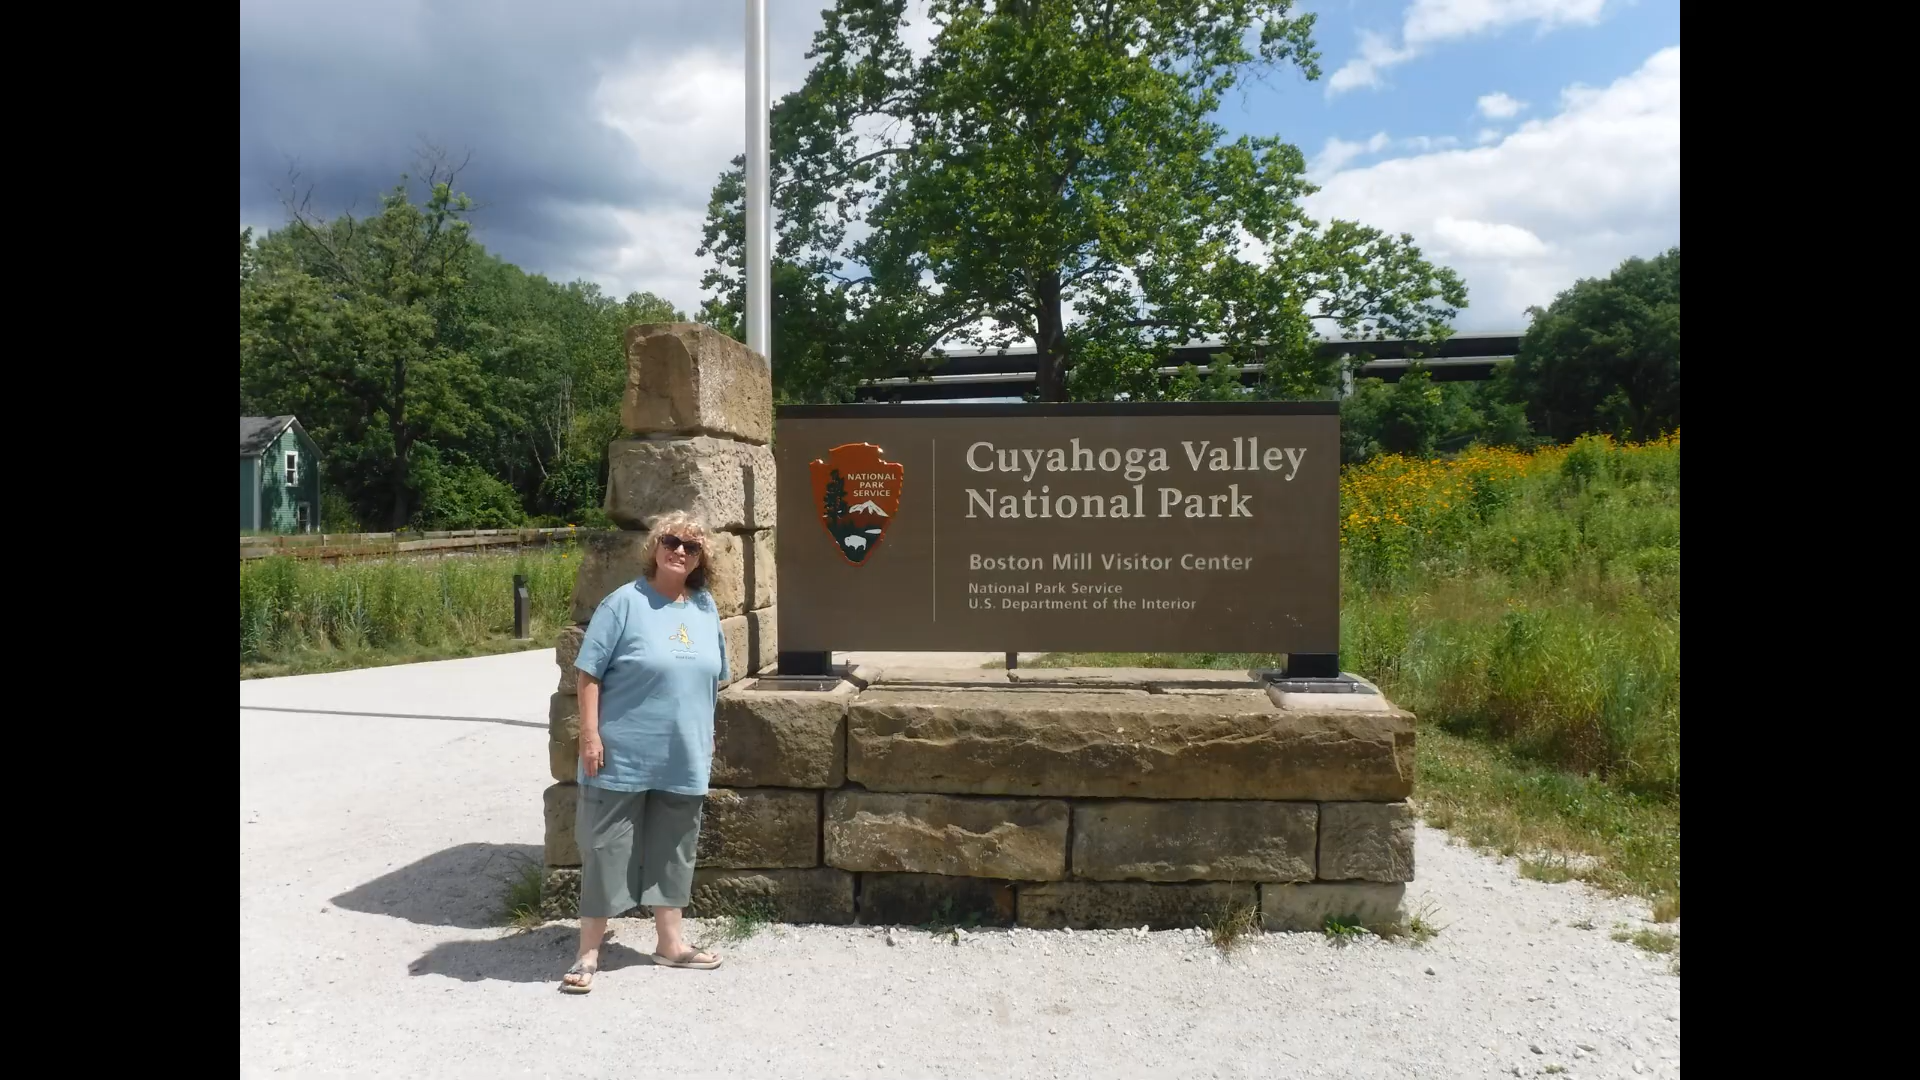 NATIONAL
PARK
SERVICE
Cuyahoga Valley
National Park
Boston Mill Visitor Center
National Park Service
U.S. Department of the Interior